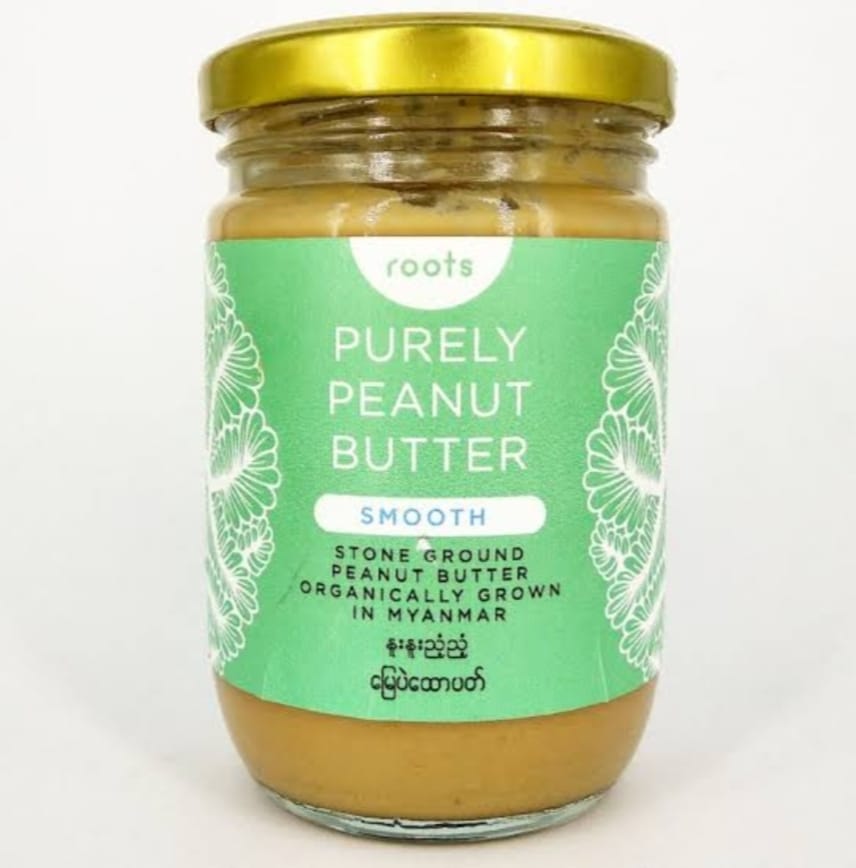 roots
PURELY
PEANUT
BUTTER
SMOOTH
STONE GROUND
PEANUT BUTTER
ORGANICALLY GROWN
IN MYANMAR
နူးနူးညံ့ညံ့
မြေပဲထောပတ်